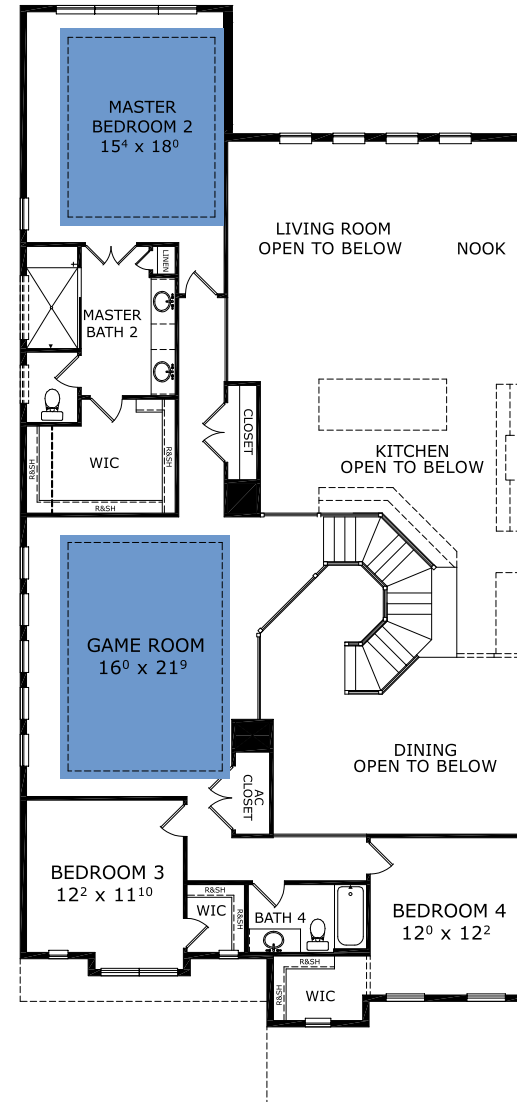 MASTER
BEDROOM 2
15⁴ x 18⁰
LIVING ROOM
OPEN TO BELOW
NOOK
LINEN
MASTER
BATH 2
CLOSET
KITCHEN
OPEN TO BELOW
WIC
R&SH
R&SH
R&SH
GAME ROOM
16⁰ x 21⁹
DINING
OPEN TO BELOW
AC
CLOSET
BEDROOM 3
12² x 11¹⁰
R&SH
WIC
R&SH
BATH 4
BEDROOM 4
12⁰ x 12²
R&SH
WIC
R&SH